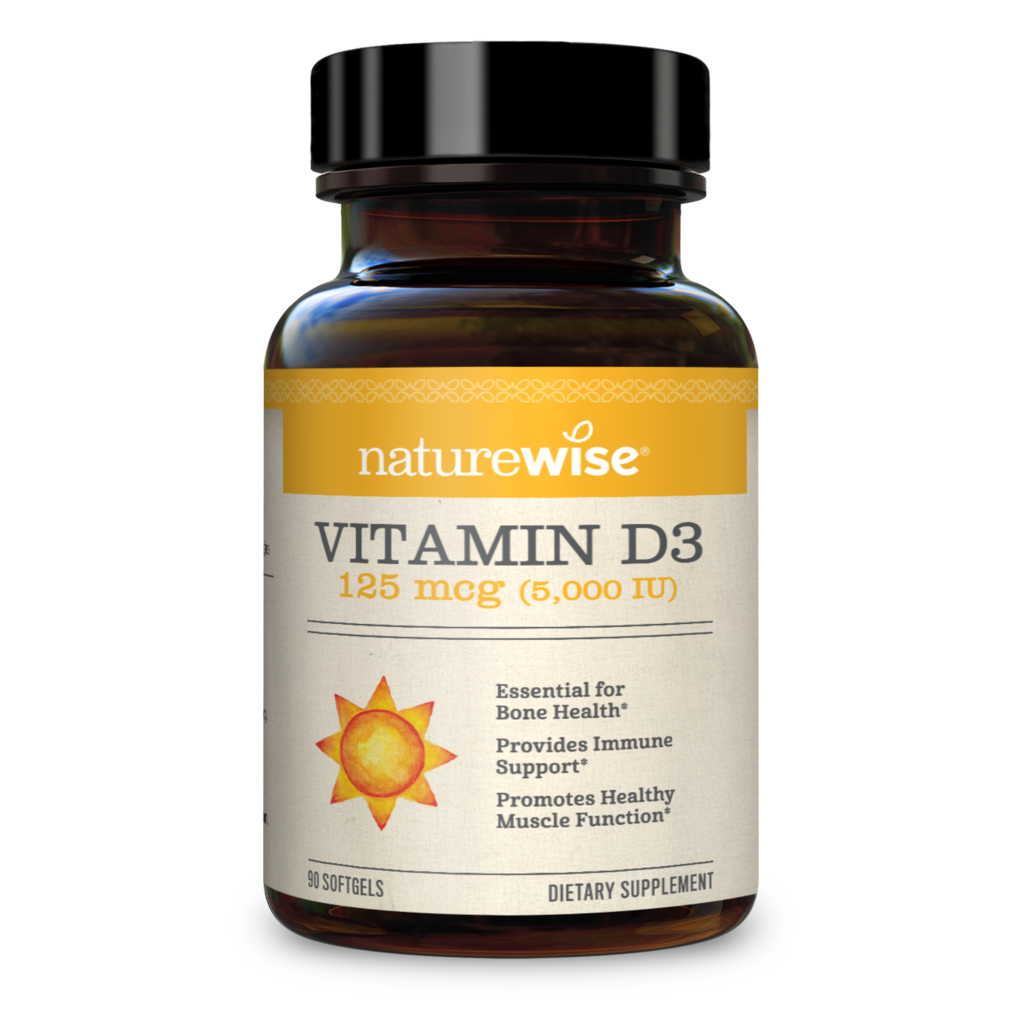 naturewise®
VITAMIN D3
125 mcg (5,000 IU)
Essential for
Bone Health*
Provides Immune
Support*
Promotes Healthy
Muscle Function*
90 SOFTGELS
DIETARY SUPPLEMENT